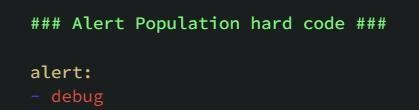 ### Alert Population hard code ###
alert:
- debug